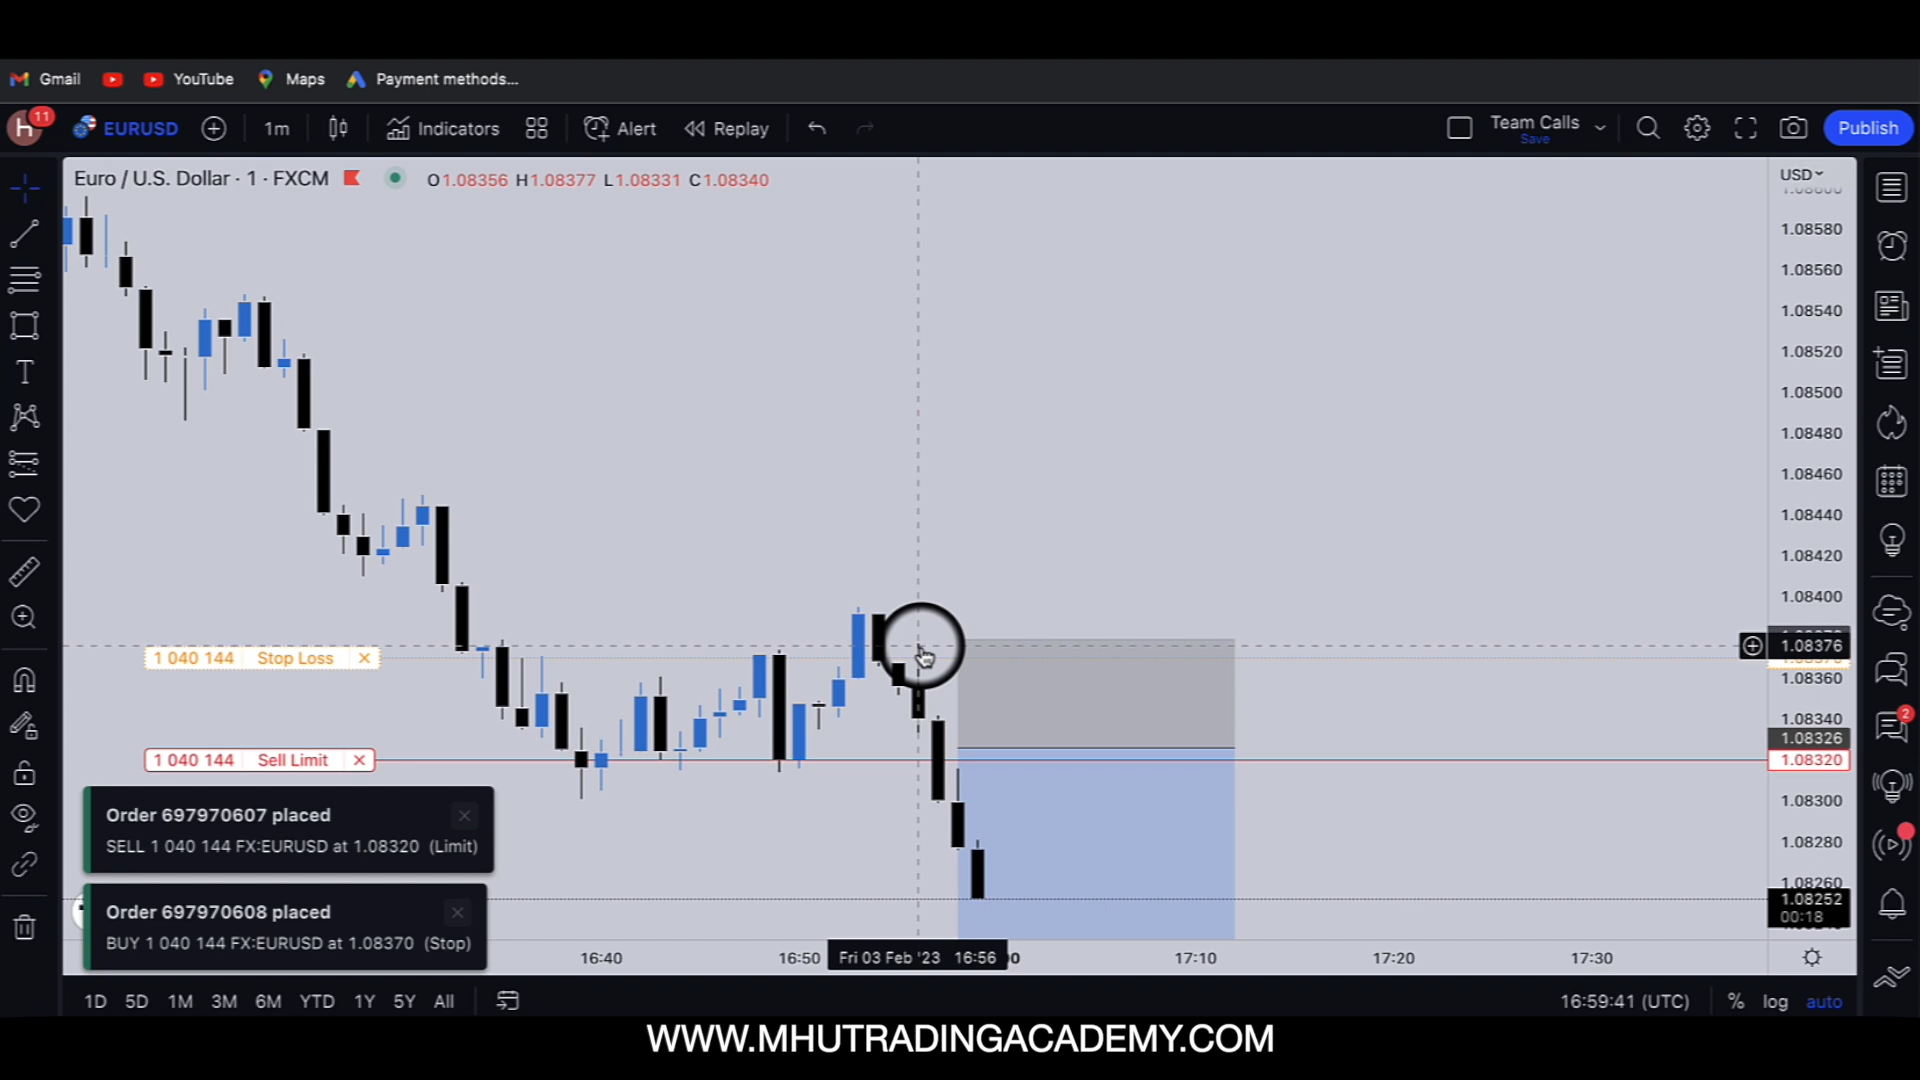 Gmail YouTube Maps Payment methods...
H 11 EURUSD 1m Indicators Alert Replay Team Calls Save Publish
Euro / U.S. Dollar · 1 · FXCM O1.08356 H1.08377 L1.08331 C1.08340
USD
1.08580
1.08560
1.08540
1.08520
1.08500
1.08480
1.08460
1.08440
1.08420
1.08400
1.08376
1 040 144 Stop Loss
1.08360
1.08340
1.08326
1 040 144 Sell Limit
1.08320
1.08300
1.08280
1.08260
1.08252
00:18
Order 697970607 placed
SELL 1 040 144 FX:EURUSD at 1.08320 (Limit)
Order 697970608 placed
BUY 1 040 144 FX:EURUSD at 1.08370 (Stop)
16:40 16:50 Fri 03 Feb '23 16:56 17:10 17:20 17:30
1D 5D 1M 3M 6M YTD 1Y 5Y All 16:59:41 (UTC) % log auto
2
WWW.MHUTRADINGACADEMY.COM